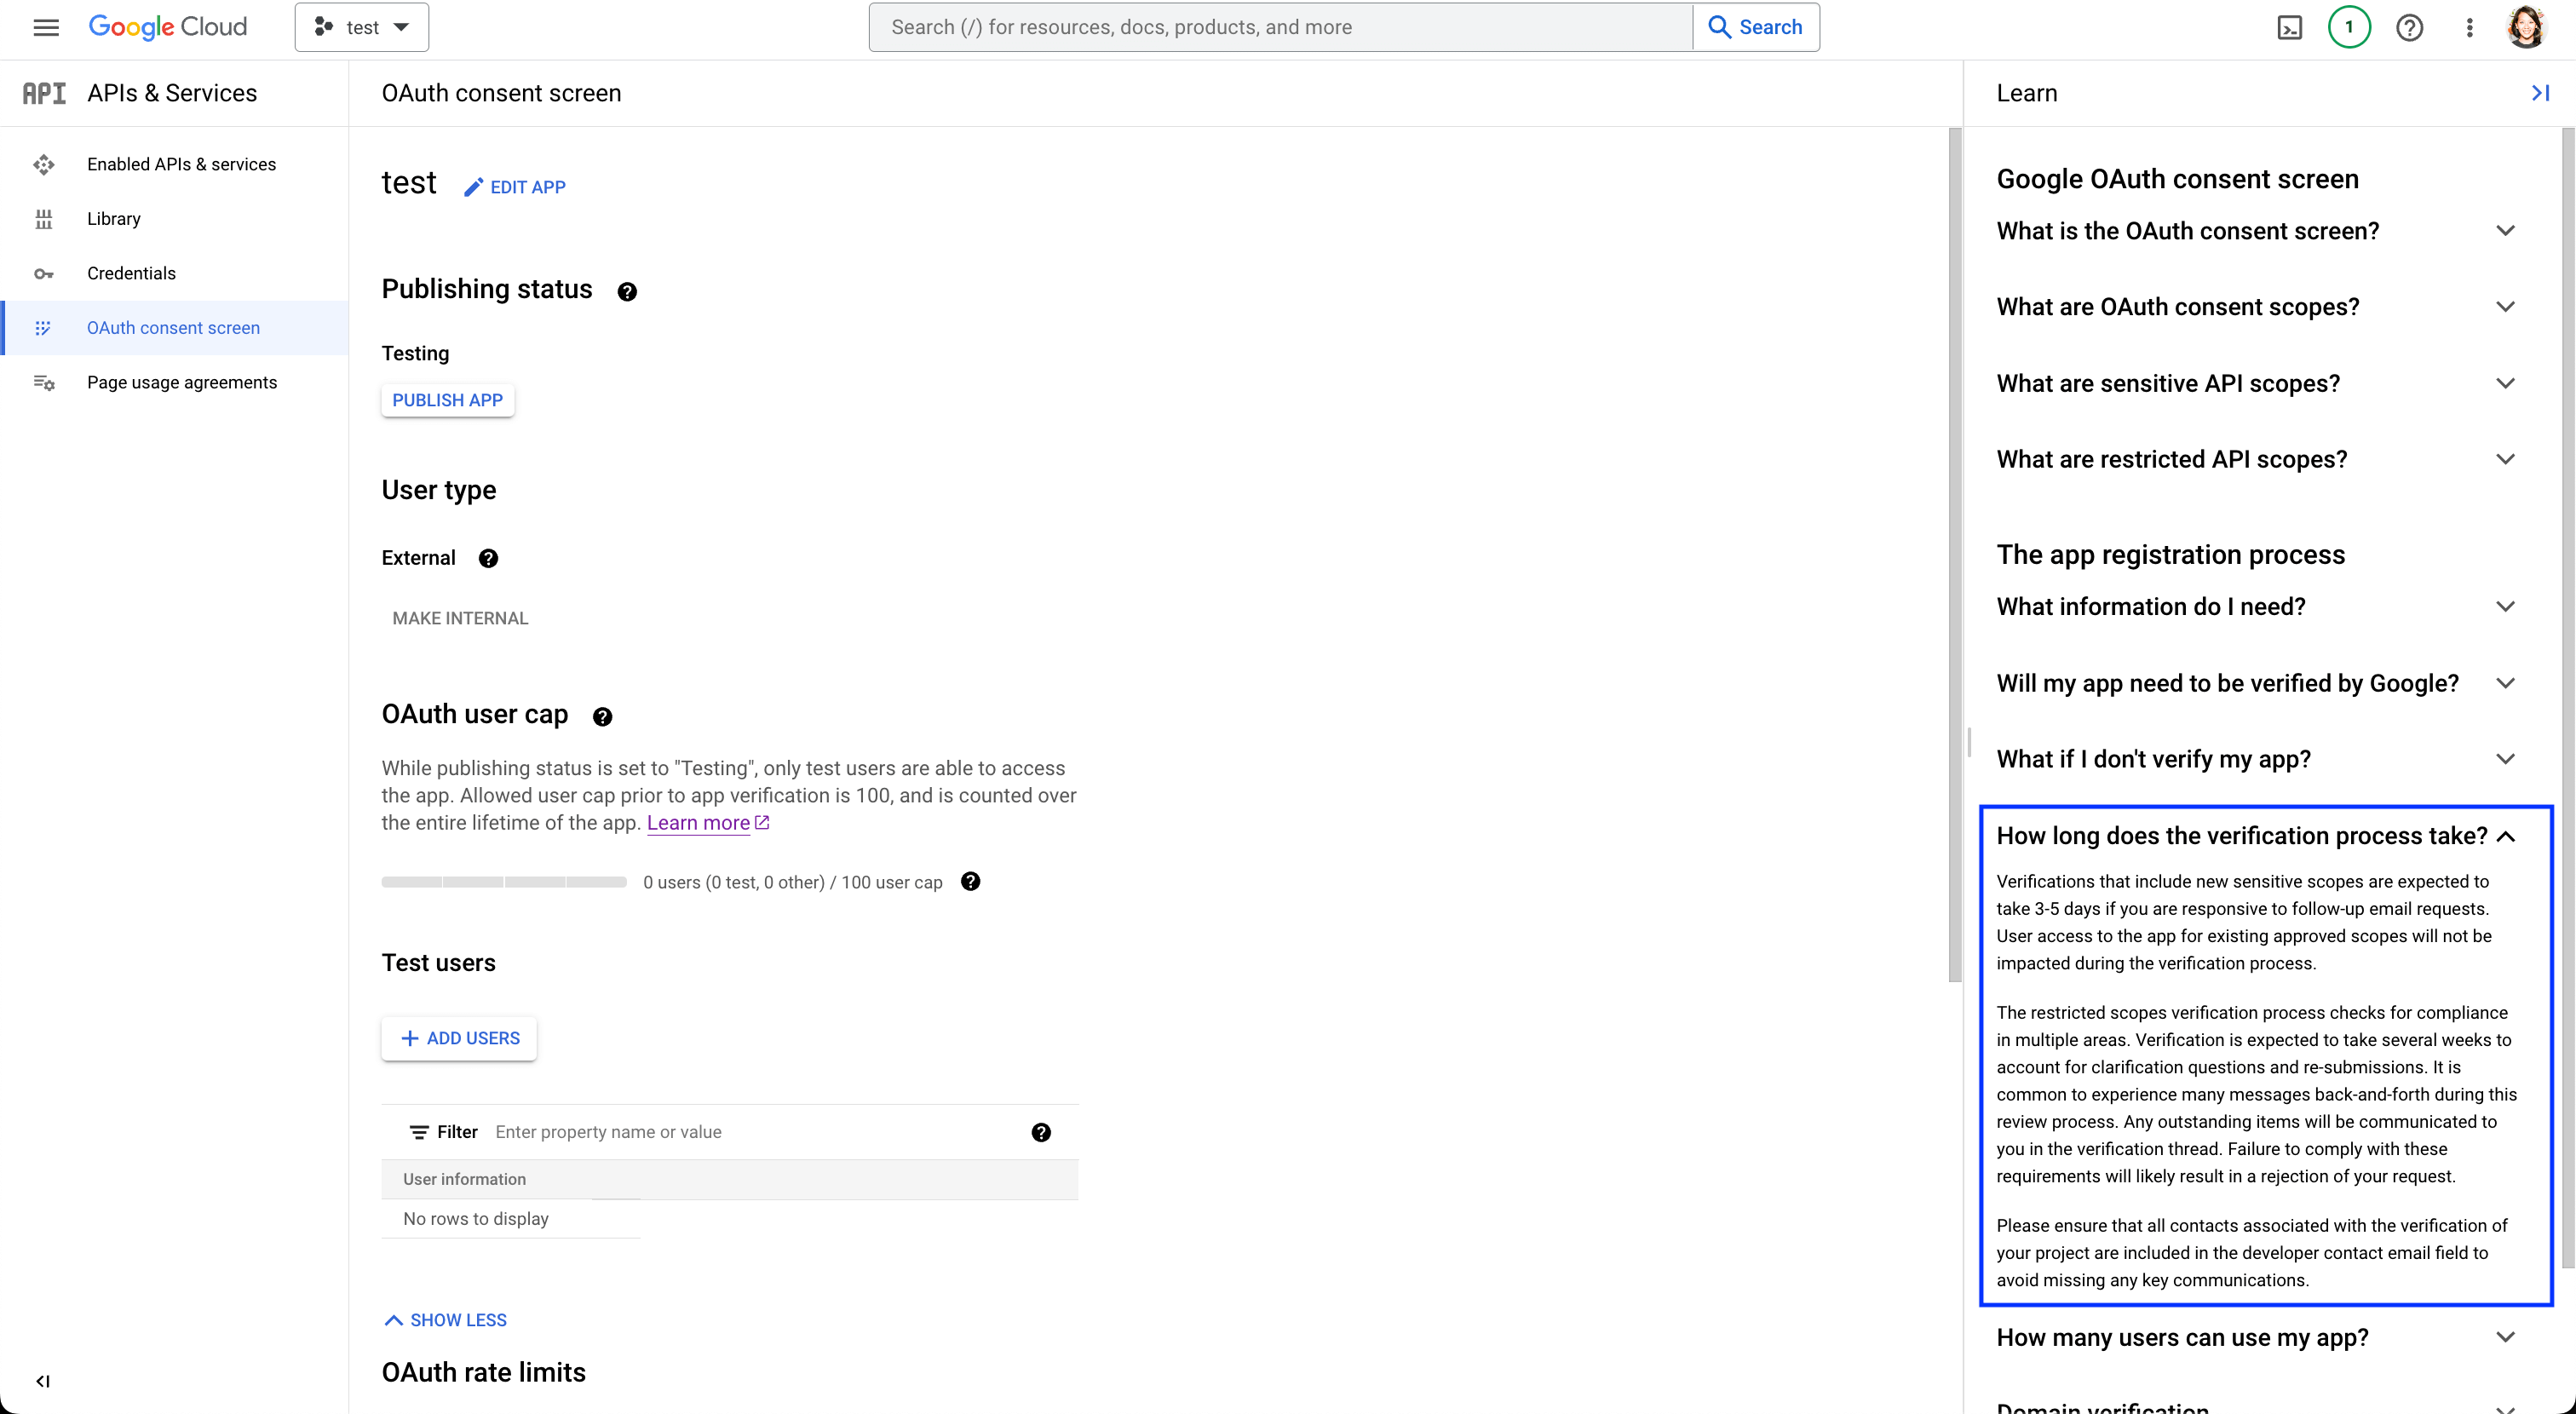 Google Cloud
test
Search (/) for resources, docs, products, and more
Search
1
API APIs & Services
Enabled APIs & services
Library
Credentials
OAuth consent screen
Page usage agreements
OAuth consent screen
test
EDIT APP
Publishing status
Testing
PUBLISH APP
User type
External
MAKE INTERNAL
OAuth user cap
While publishing status is set to "Testing", only test users are able to access
the app. Allowed user cap prior to app verification is 100, and is counted over
the entire lifetime of the app. Learn more
0 users (0 test, 0 other) / 100 user cap
Test users
+ ADD USERS
Filter Enter property name or value
User information
No rows to display
SHOW LESS
OAuth rate limits
Learn
Google OAuth consent screen
What is the OAuth consent screen?
What are OAuth consent scopes?
What are sensitive API scopes?
What are restricted API scopes?
The app registration process
What information do I need?
Will my app need to be verified by Google?
What if I don't verify my app?
How long does the verification process take?
Verifications that include new sensitive scopes are expected to
take 3-5 days if you are responsive to follow-up email requests.
User access to the app for existing approved scopes will not be
impacted during the verification process.
The restricted scopes verification process checks for compliance
in multiple areas. Verification is expected to take several weeks to
account for clarification questions and re-submissions. It is
common to experience many messages back-and-forth during this
review process. Any outstanding items will be communicated to
you in the verification thread. Failure to comply with these
requirements will likely result in a rejection of your request.
Please ensure that all contacts associated with the verification of
your project are included in the developer contact email field to
avoid missing any key communications.
How many users can use my app?
Domain verification